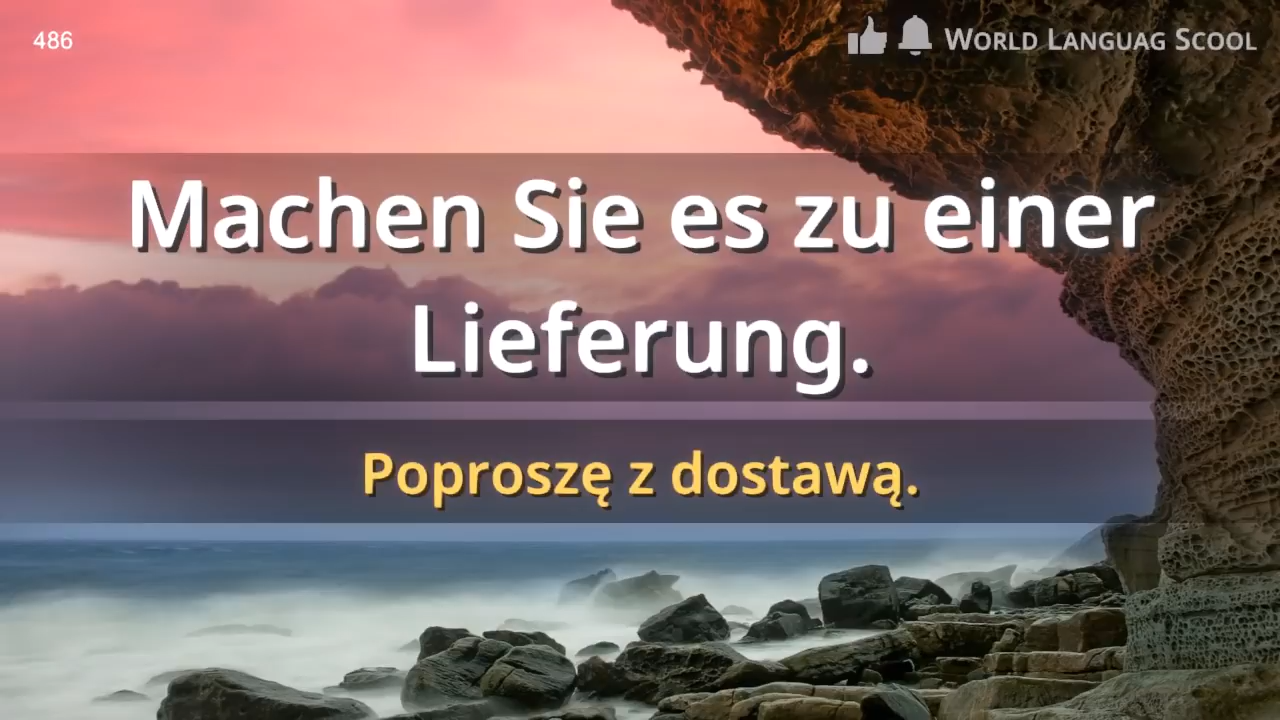 486
WORLD LANGUAG SCOOL
Machen Sie es zu einer
Lieferung.
Poproszę z dostawą.